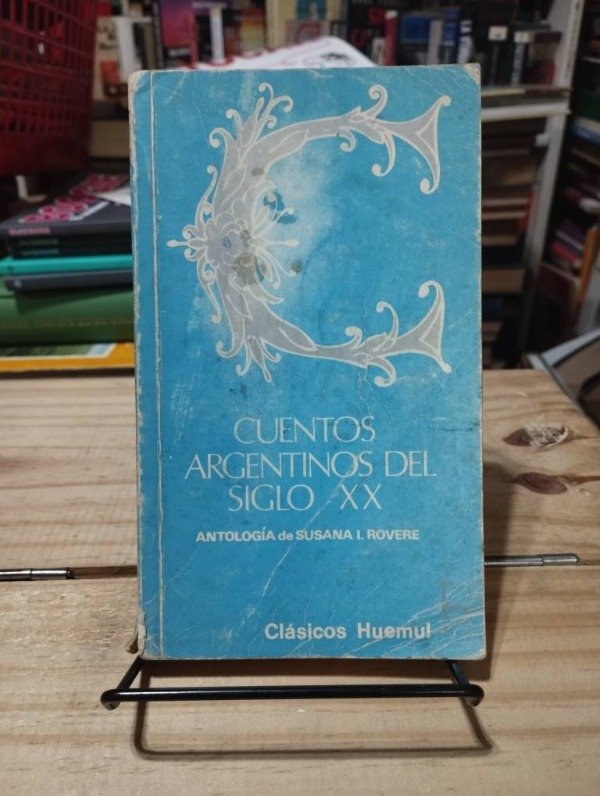 CUENTOS
ARGENTINOS DEL
SIGLO XX
ANTOLOGÍA de SUSANA I. ROVERE
Clásicos Huemul